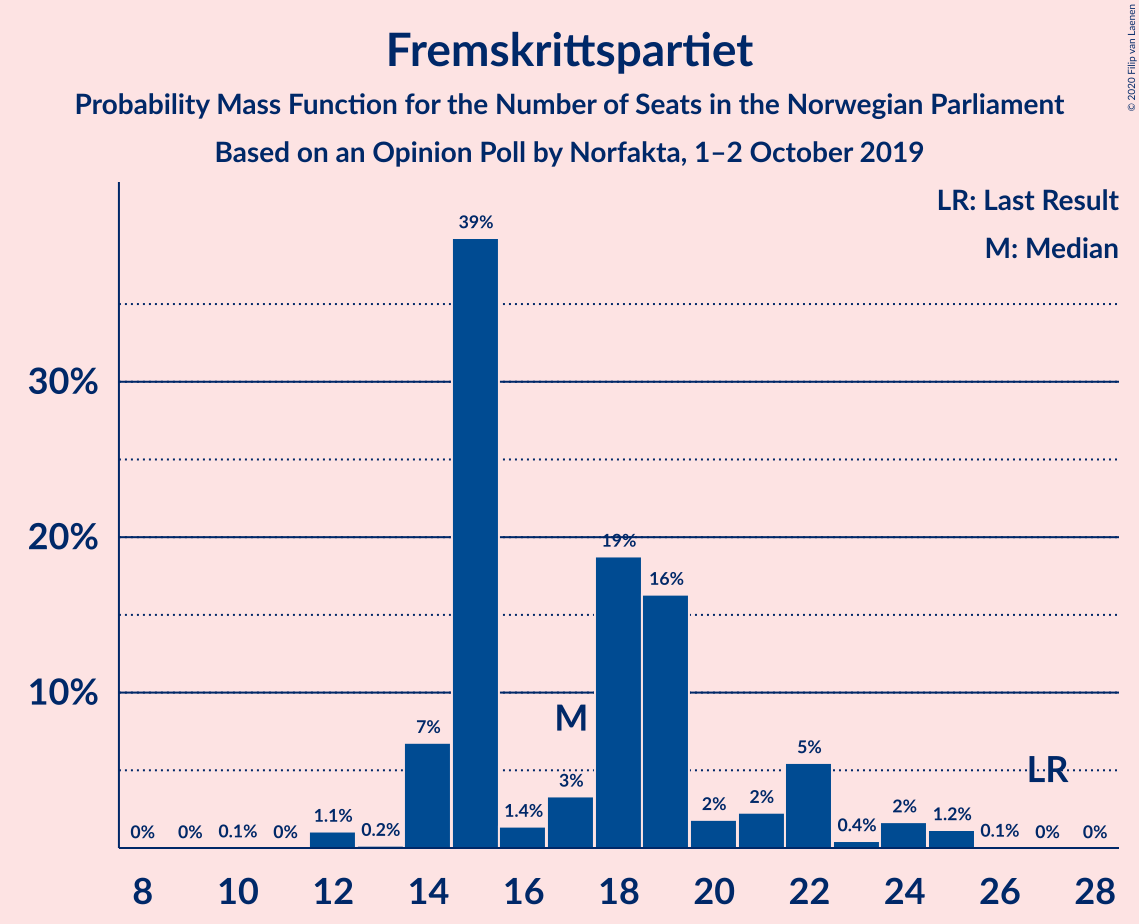 Fremskrittspartiet
Probability Mass Function for the Number of Seats in the Norwegian Parliament
Based on an Opinion Poll by Norfakta, 1–2 October 2019
© 2020 Filip van Laenen
LR: Last Result
M: Median
39%
30%
20%
19%
16%
10%
M
7%
3%
5%
LR
0% 0% 0.1% 0% 1.1% 0.2% 1.4% 2% 2% 0.4% 2% 1.2% 0.1% 0% 0%
8 10 12 14 16 18 20 22 24 26 28